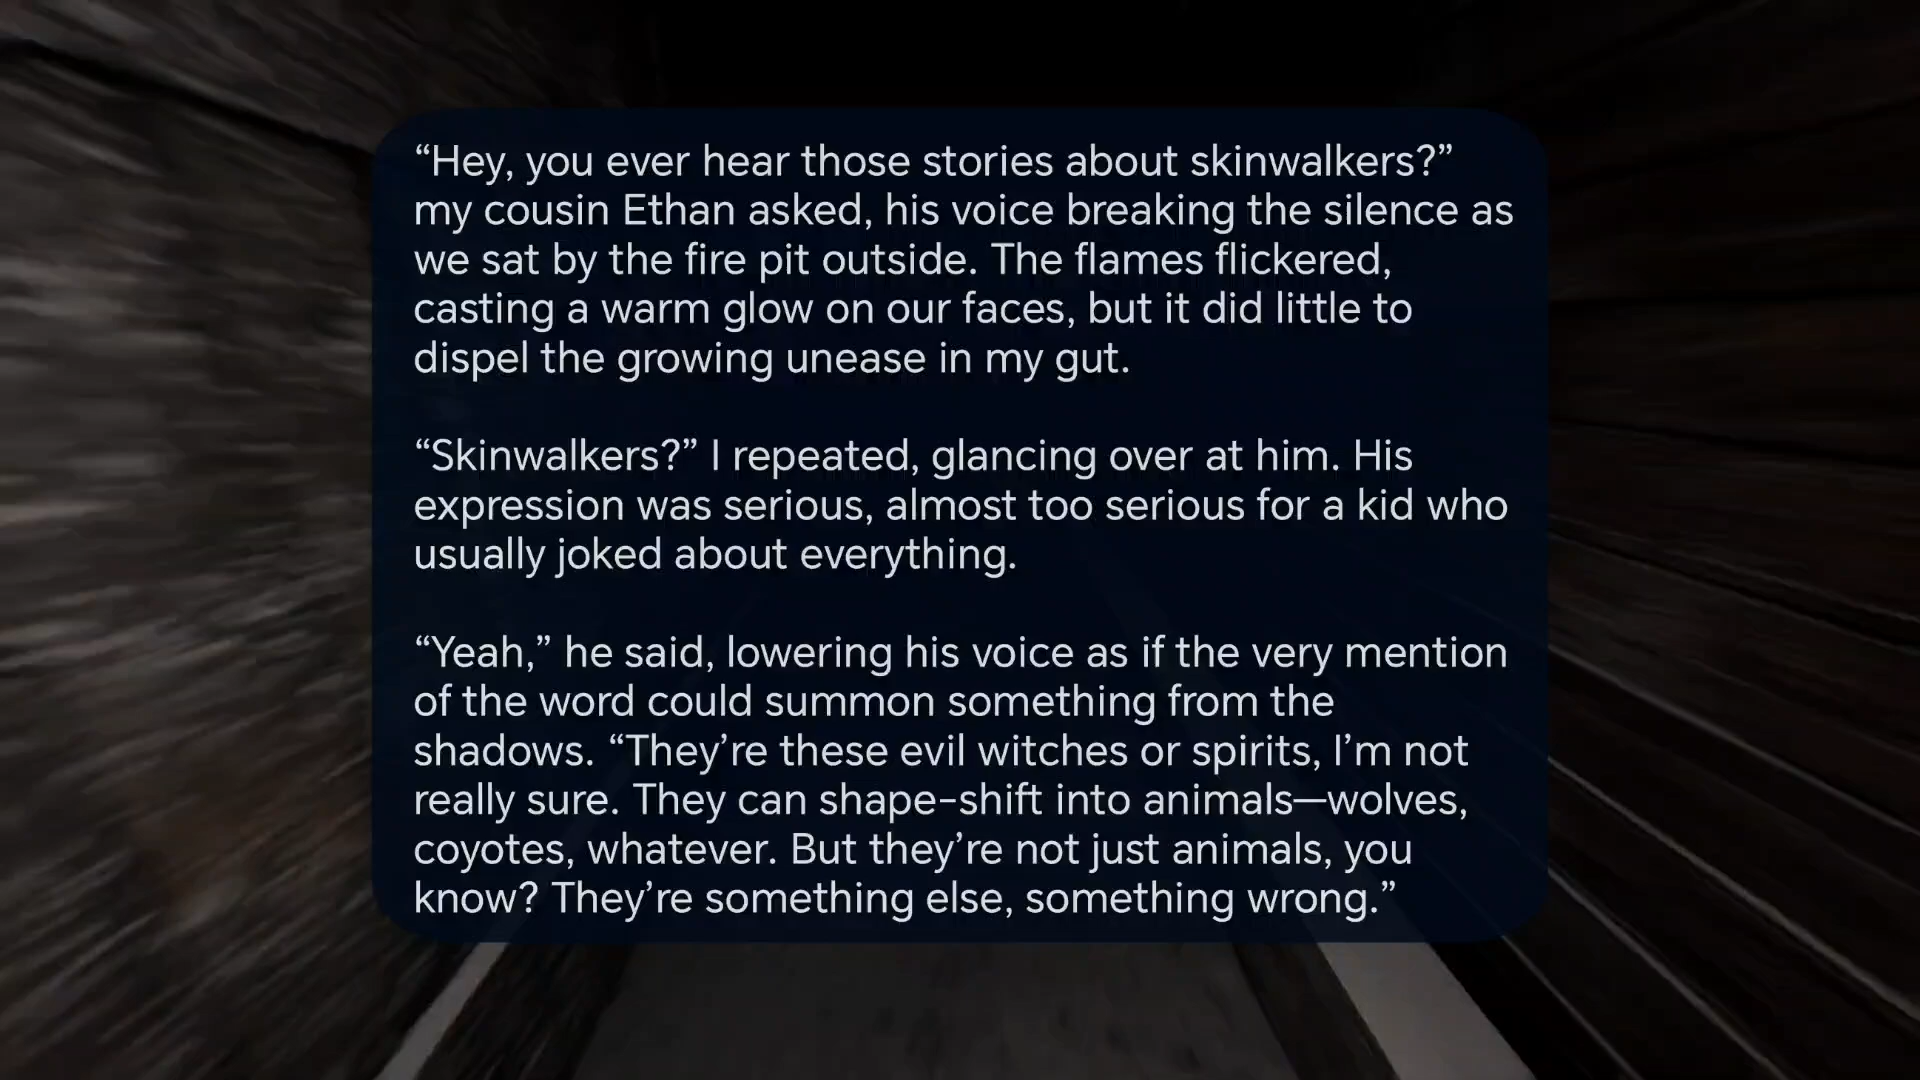 “Hey, you ever hear those stories about skinwalkers?”
my cousin Ethan asked, his voice breaking the silence as
we sat by the fire pit outside. The flames flickered,
casting a warm glow on our faces, but it did little to
dispel the growing unease in my gut.
“Skinwalkers?” I repeated, glancing over at him. His
expression was serious, almost too serious for a kid who
usually joked about everything.
“Yeah,” he said, lowering his voice as if the very mention
of the word could summon something from the
shadows. “They’re these evil witches or spirits, I’m not
really sure. They can shape-shift into animals—wolves,
coyotes, whatever. But they’re not just animals, you
know? They’re something else, something wrong.”